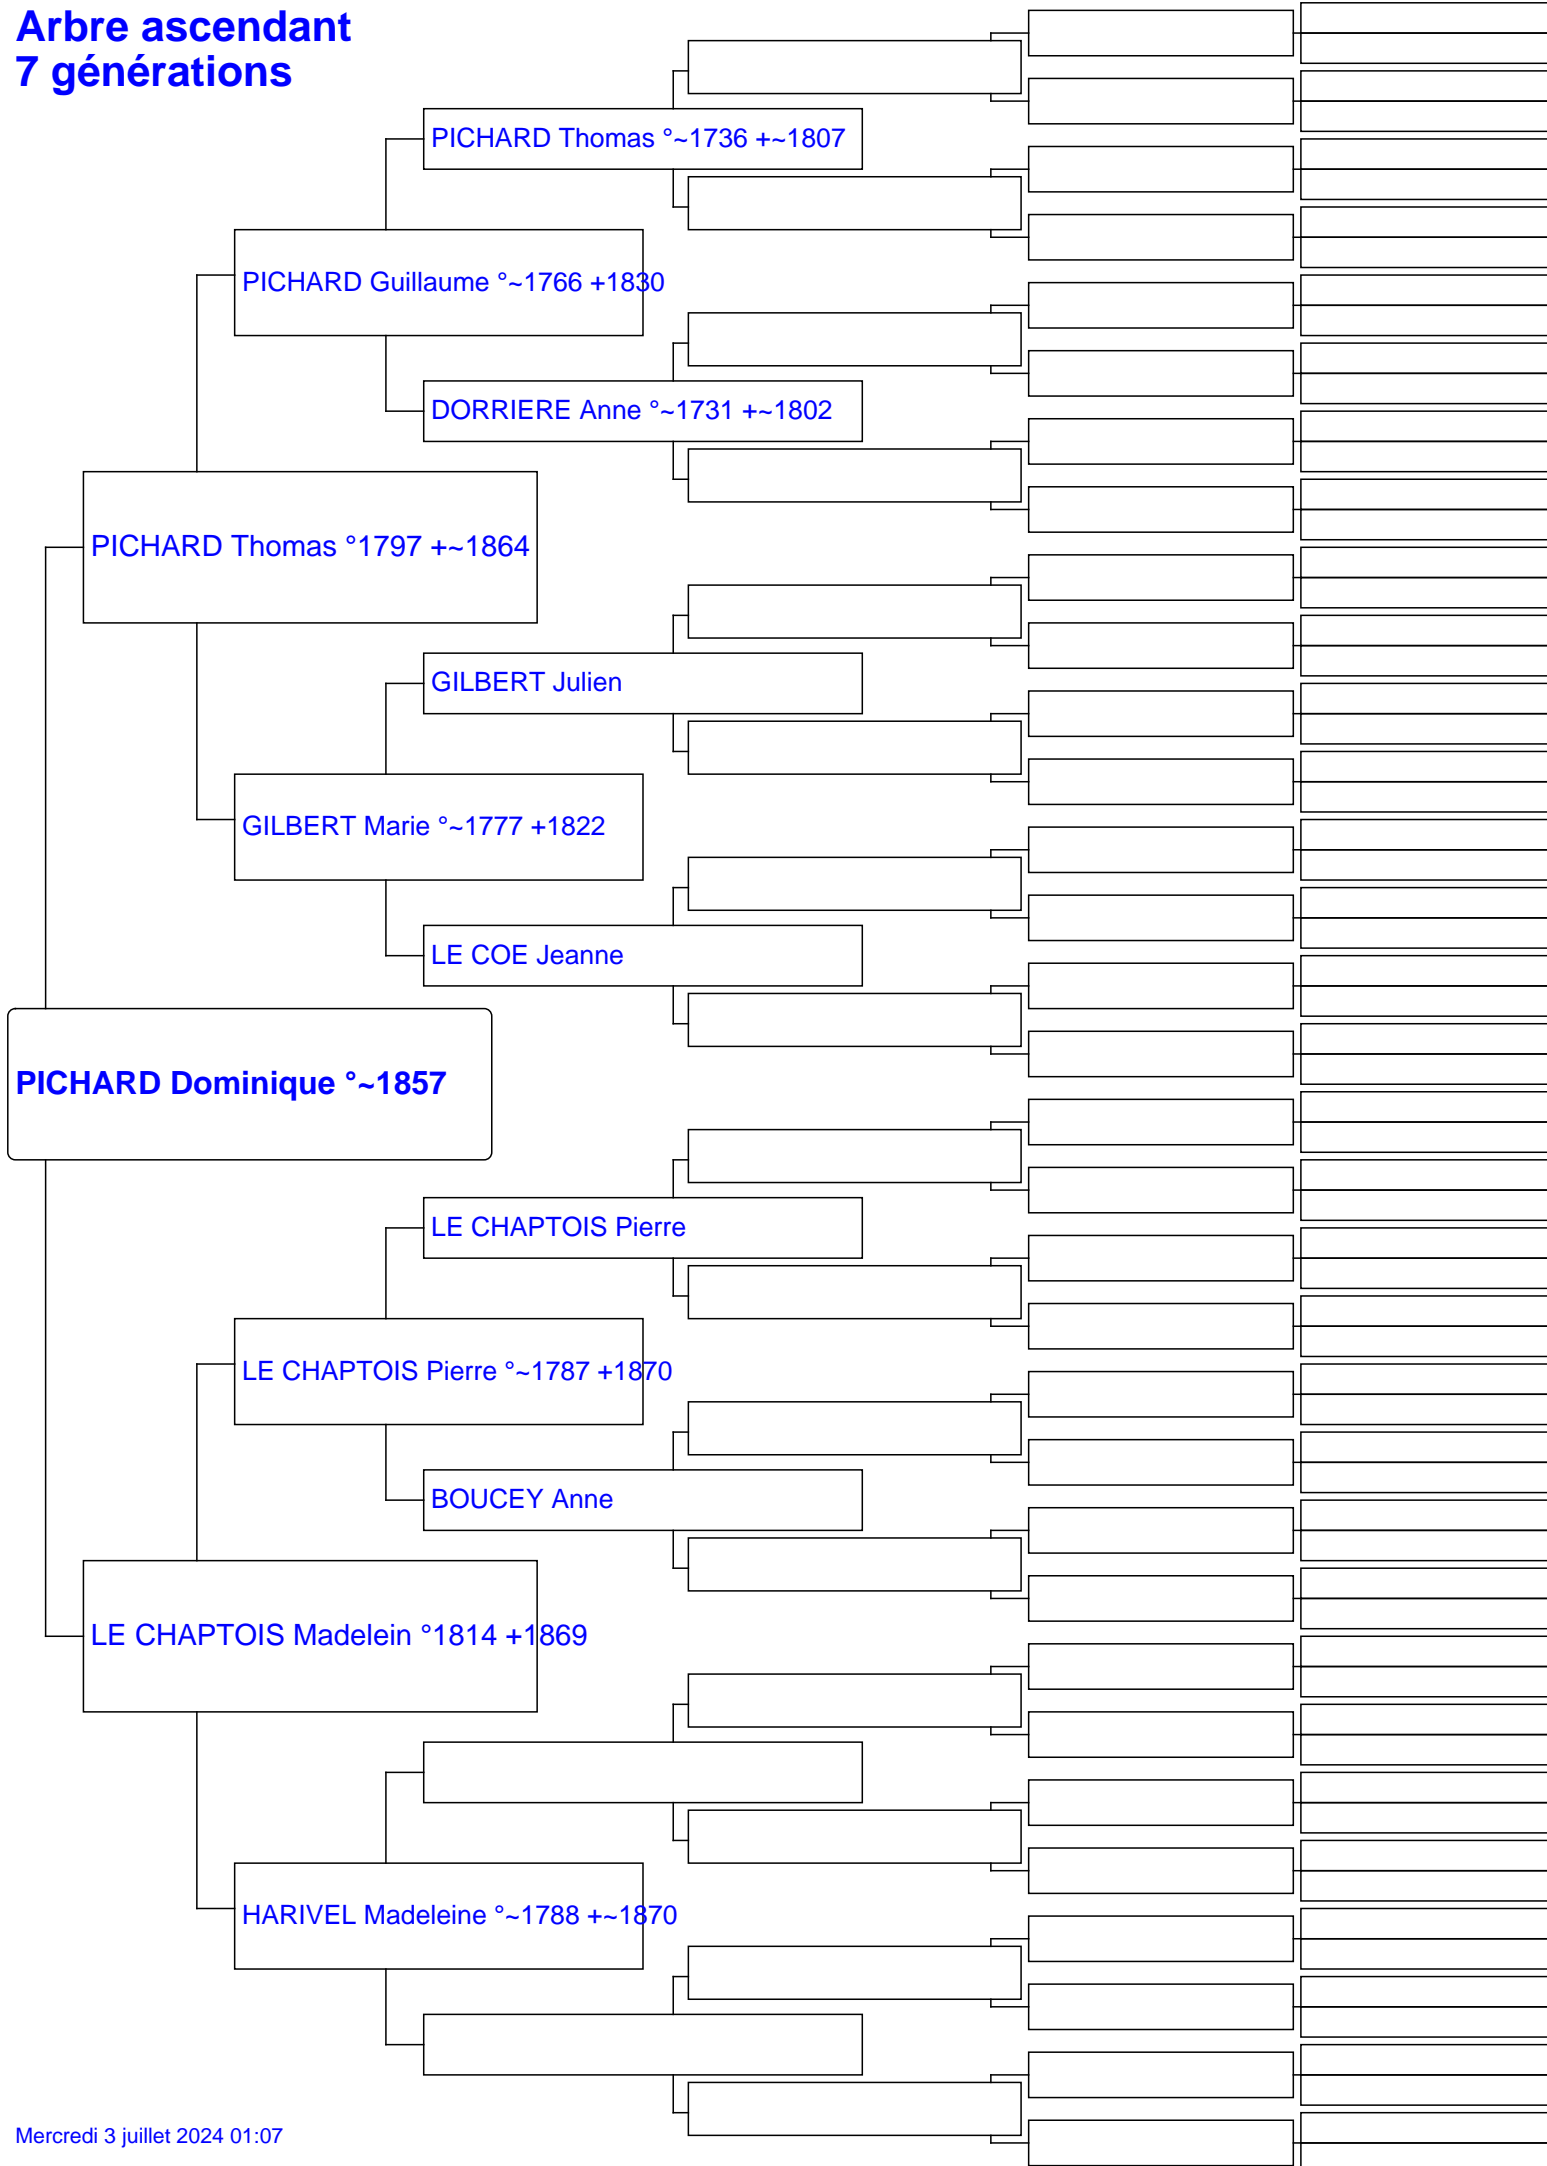 Arbre ascendant
7 générations
PICHARD Thomas °~1736 +~1807
PICHARD Guillaume °~1766 +1830
DORRIERE Anne °~1731 +~1802
PICHARD Thomas °1797 +~1864
GILBERT Julien
GILBERT Marie °~1777 +1822
LE COE Jeanne
PICHARD Dominique °~1857
LE CHAPTOIS Pierre
LE CHAPTOIS Pierre °~1787 +1870
BOUCEY Anne
LE CHAPTOIS Madelein °1814 +1869
HARIVEL Madeleine °~1788 +~1870
Mercredi 3 juillet 2024 01:07